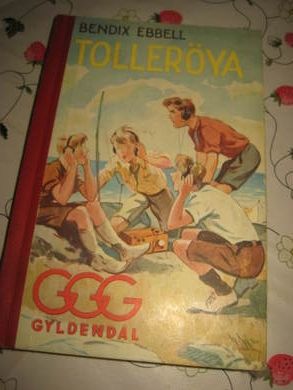 BENDIX EBBELL
TOLLERÖYA
GGG
GYLDENDAL